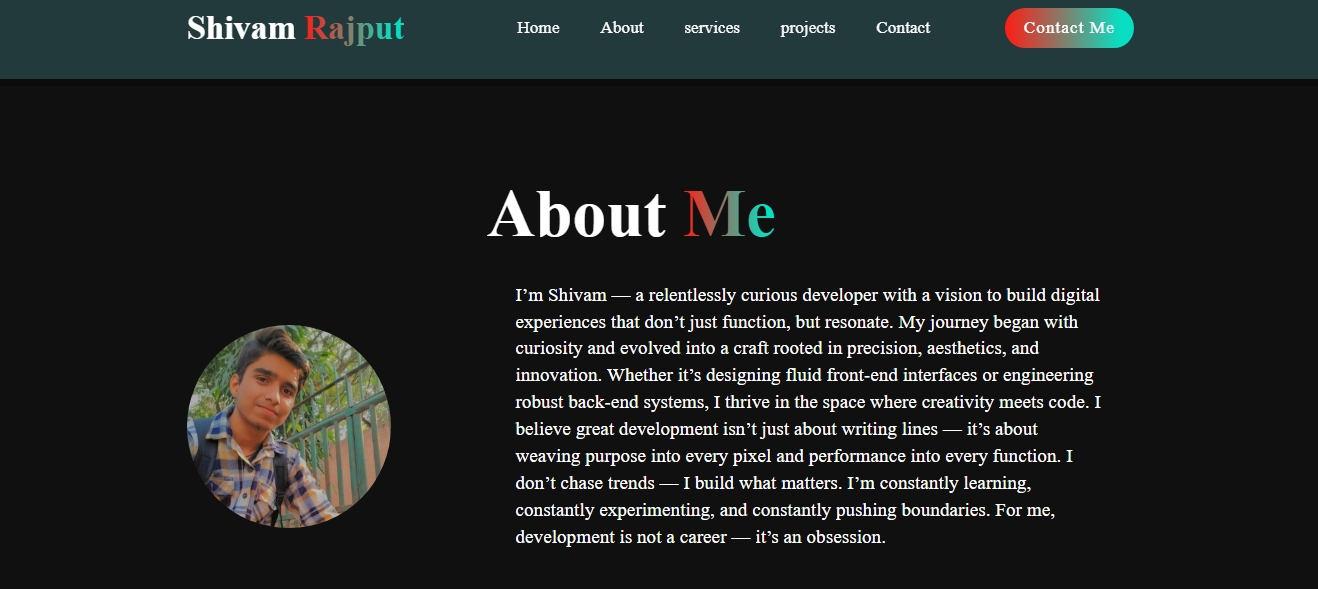 Shivam Rajput
Home About services projects Contact Contact Me
About Me
I’m Shivam — a relentlessly curious developer with a vision to build digital
experiences that don’t just function, but resonate. My journey began with
curiosity and evolved into a craft rooted in precision, aesthetics, and
innovation. Whether it’s designing fluid front-end interfaces or engineering
robust back-end systems, I thrive in the space where creativity meets code. I
believe great development isn’t just about writing lines — it’s about
weaving purpose into every pixel and performance into every function. I
don’t chase trends — I build what matters. I’m constantly learning,
constantly experimenting, and constantly pushing boundaries. For me,
development is not a career — it’s an obsession.